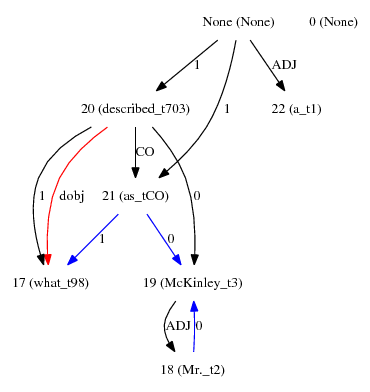 None (None) 0 (None)
1 ADJ
20 (described_t703) 1 22 (a_t1)
CO
1 dobj 21 (as_tCO) 0
1 0
17 (what_t98) 19 (McKinley_t3)
ADJ 0
18 (Mr._t2)